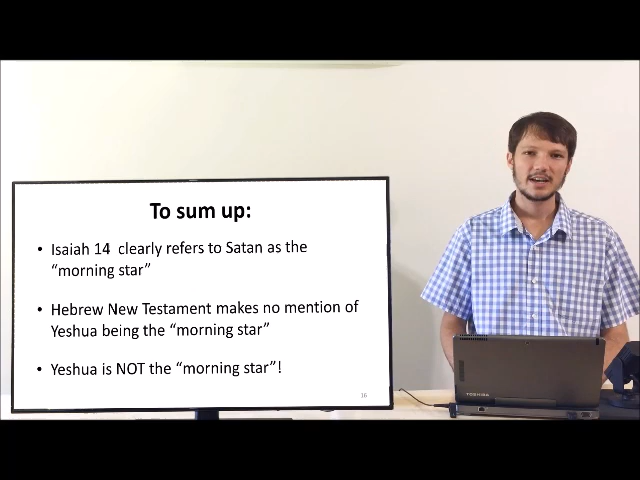 To sum up:
• Isaiah 14 clearly refers to Satan as the
“morning star”
• Hebrew New Testament makes no mention of
Yeshua being the “morning star”
• Yeshua is NOT the “morning star”!
16
TOSHIBA